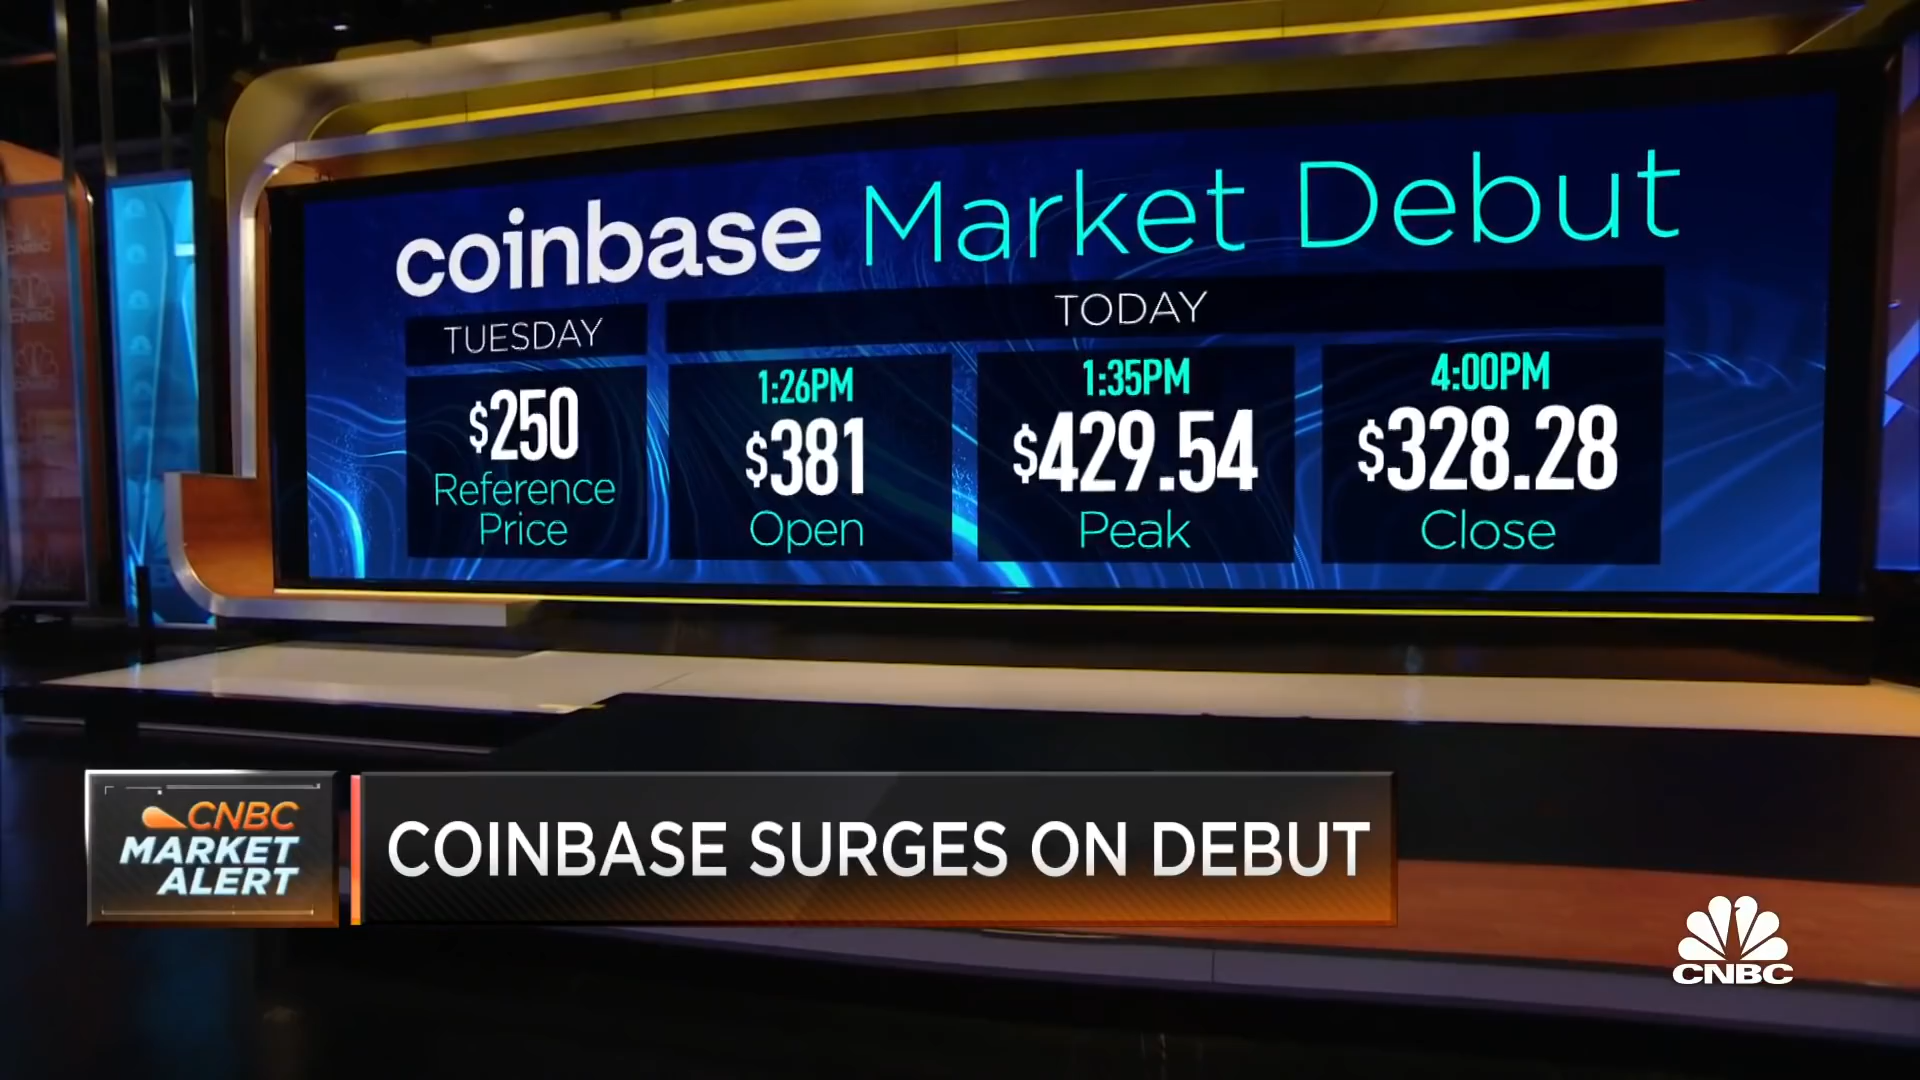 coinbase Market Debut
TUESDAY
TODAY
$250
Reference
Price
1:26PM
$381
Open
1:35PM
$429.54
Peak
4:00PM
$328.28
Close
CNBC
MARKET
ALERT
COINBASE SURGES ON DEBUT
CNBC